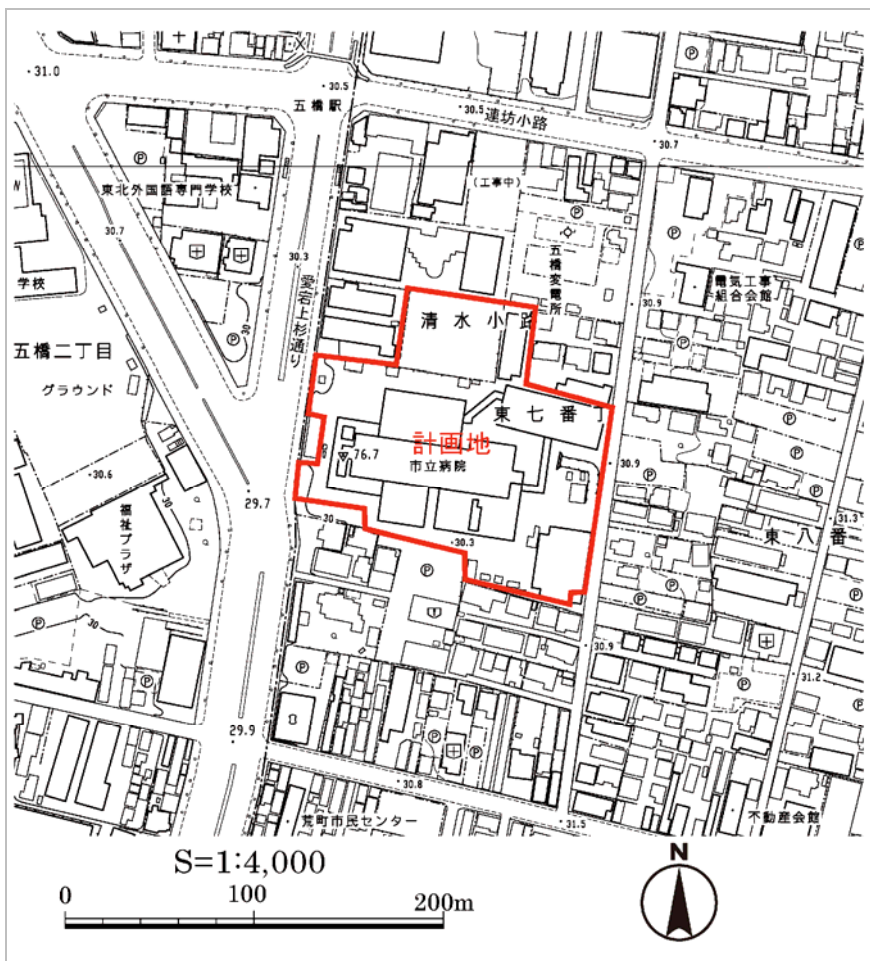 31.0
30.5
五橋駅
30.5
連坊小路
30.7
東北外国語専門学校
(工事中)
30.7
30.3
愛宕上杉通り
五橋変電所
電気工事
組合会館
30.9
学校
30
清水小路
五橋二丁目
グラウンド
東七番
計画地
76.7
市立病院
30.6
30.9
29.7
30
30.3
31.3
東八番
福祉プラザ
30
30
30.9
31.2
29.9
30.8
荒町市民センター
31.5
不動産会館
S=1:4,000
N
0
100
200m